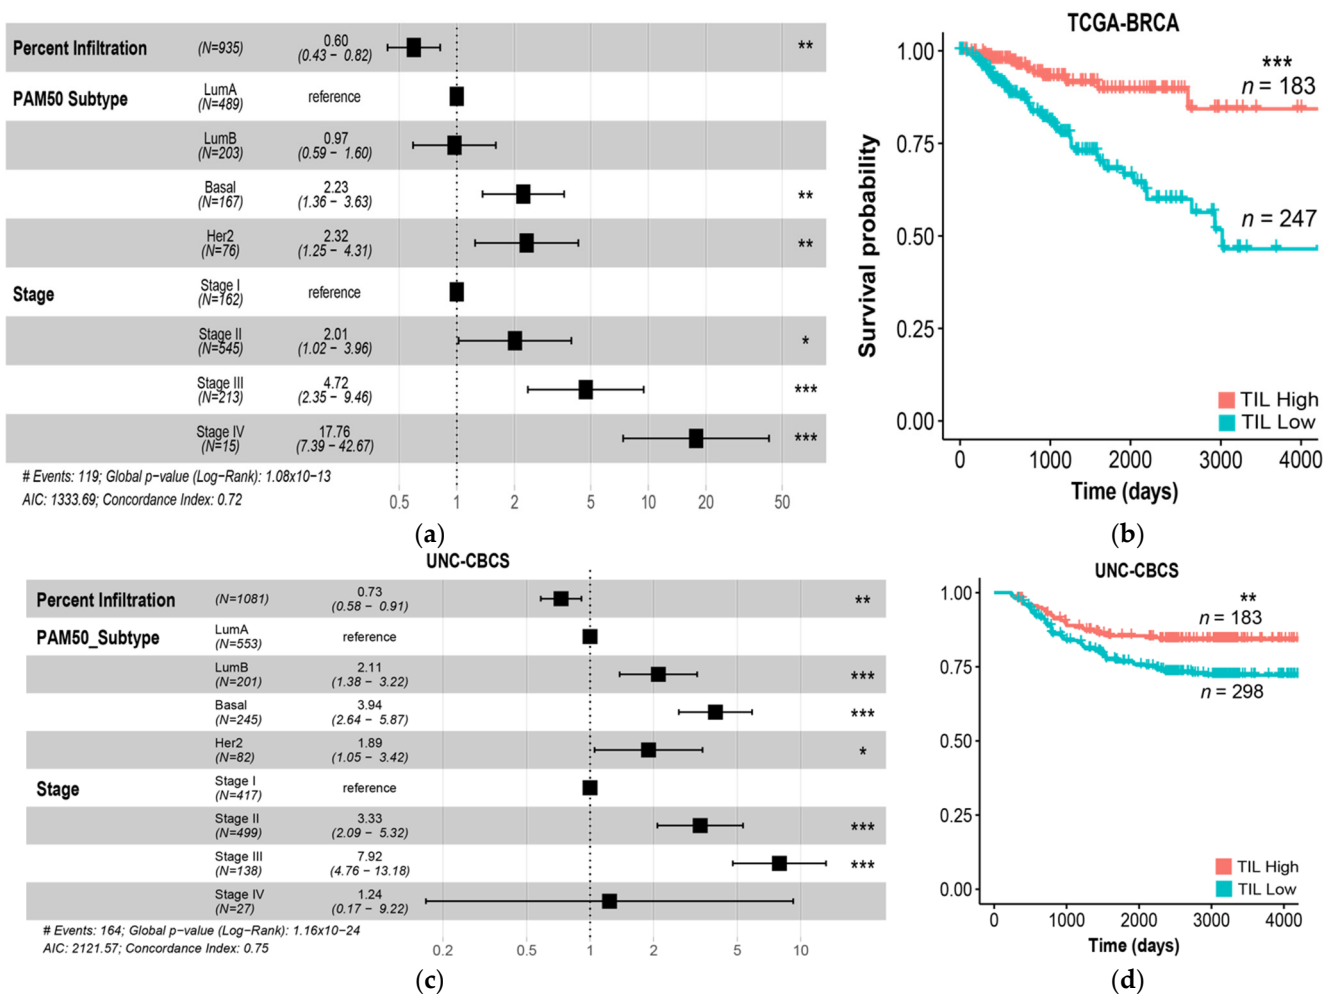 Percent Infiltration (N=935) 0.60 **
(0.43 − 0.82)
PAM50 Subtype LumA reference
(N=489)
LumB 0.97
(N=203) (0.59 − 1.60)
Basal 2.23 **
(N=167) (1.36 − 3.63)
Her2 2.32 **
(N=76) (1.25 − 4.31)
Stage Stage I reference
(N=162)
Stage II 2.01 *
(N=545) (1.02 − 3.96)
Stage III 4.72 ***
(N=213) (2.35 − 9.46)
Stage IV 17.76 ***
(N=15) (7.39 − 42.67)
# Events: 119; Global p−value (Log−Rank): 1.08x10−13
AIC: 1333.69; Concordance Index: 0.72
0.5 1 2 5 10 20 50
(a)
TCGA-BRCA
Survival probability
1.00
0.75
0.50
0.25
0.00
***
n = 183
n = 247
TIL High
TIL Low
0 1000 2000 3000 4000
Time (days)
(b)
UNC-CBCS
Percent Infiltration (N=1081) 0.73 **
(0.58 − 0.91)
PAM50_Subtype LumA reference
(N=553)
LumB 2.11 ***
(N=201) (1.38 − 3.22)
Basal 3.94 ***
(N=245) (2.64 − 5.87)
Her2 1.89 *
(N=82) (1.05 − 3.42)
Stage Stage I reference
(N=417)
Stage II 3.33 ***
(N=499) (2.09 − 5.32)
Stage III 7.92 ***
(N=138) (4.76 − 13.18)
Stage IV 1.24
(N=27) (0.17 − 9.22)
# Events: 164; Global p−value (Log−Rank): 1.16x10−24
AIC: 2121.57; Concordance Index: 0.75
0.2 0.5 1 2 5 10
(c)
UNC-CBCS
1.00
0.75
0.50
0.25
0.00
**
n = 183
n = 298
TIL High
TIL Low
0 1000 2000 3000 4000
Time (days)
(d)